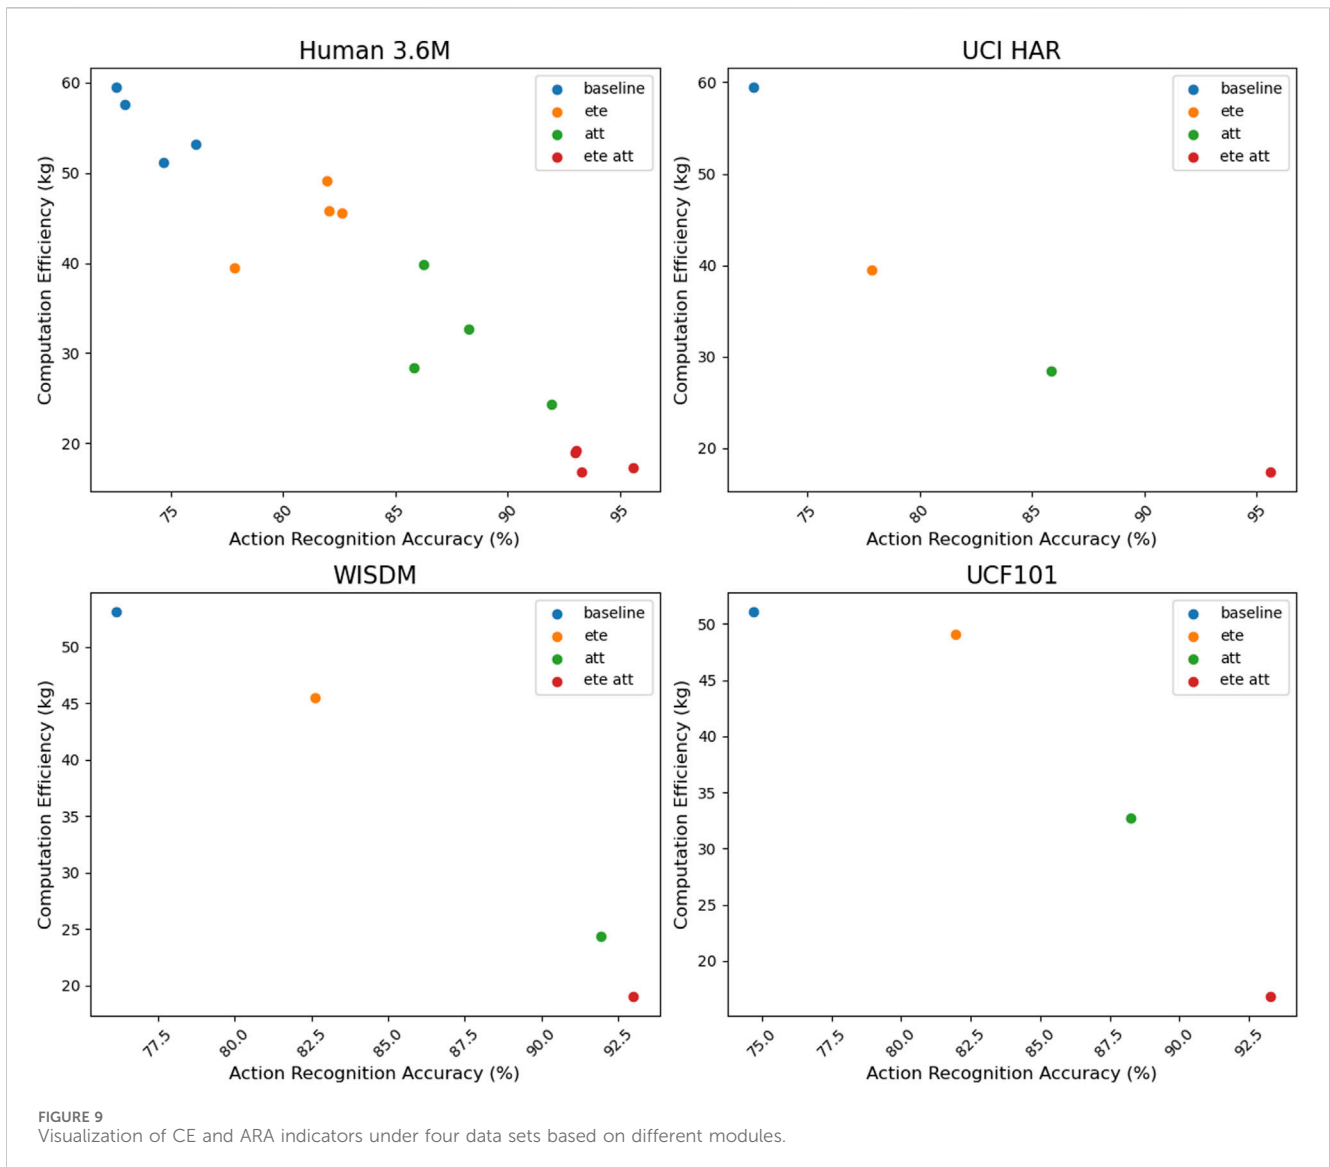 Human 3.6M
UCI HAR
60
50
40
30
20
Computation Efficiency (kg)
baseline
ete
att
ete att
75
80
85
90
95
Action Recognition Accuracy (%)
60
50
40
30
20
Computation Efficiency (kg)
baseline
ete
att
ete att
75
80
85
90
95
Action Recognition Accuracy (%)
WISDM
UCF101
50
45
40
35
30
25
20
Computation Efficiency (kg)
baseline
ete
att
ete att
77.5
80.0
82.5
85.0
87.5
90.0
92.5
Action Recognition Accuracy (%)
50
45
40
35
30
25
20
Computation Efficiency (kg)
baseline
ete
att
ete att
75.0
77.5
80.0
82.5
85.0
87.5
90.0
92.5
Action Recognition Accuracy (%)
FIGURE 9
Visualization of CE and ARA indicators under four data sets based on different modules.